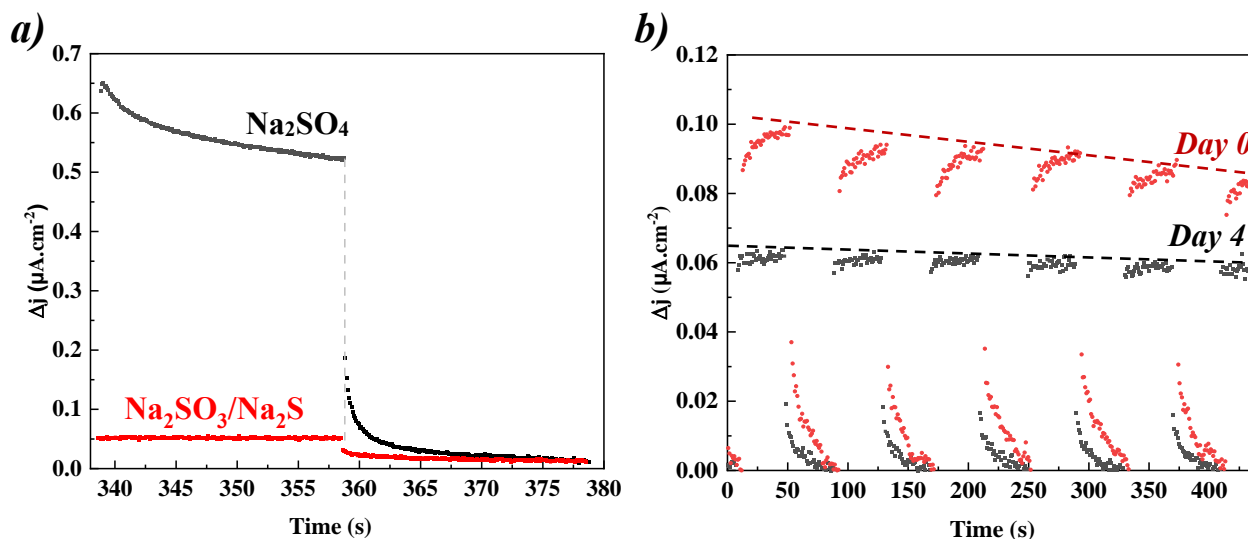 a)
0.7
0.6
0.5
0.4
0.3
0.2
0.1
0.0
Δj (µA.cm-2)
Na2SO4
Na2SO3/Na2S
340 345 350 355 360 365 370 375 380
Time (s)
b)
0.12
0.10
0.08
0.06
0.04
0.02
0.00
Δj (µA.cm-2)
Day 0
Day 4
0 50 100 150 200 250 300 350 400
Time (s)